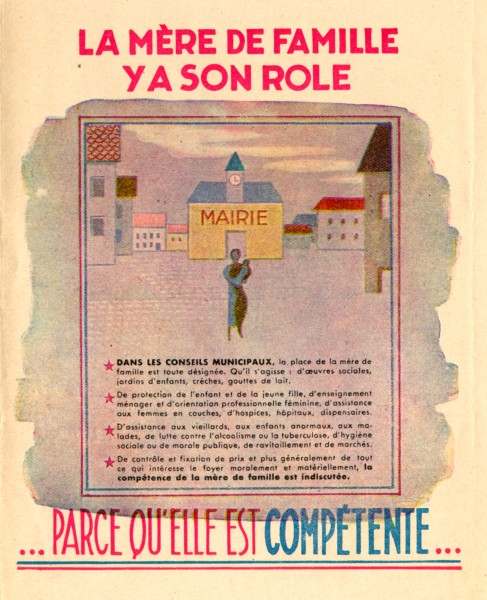 LA MÈRE DE FAMILLE
Y A SON ROLE
MAIRIE
DANS LES CONSEILS MUNICIPAUX, la place de la mère de
famille est toute désignée. Qu'il s'agisse : d'œuvres sociales,
jardins d'enfants, crèches, gouttes de lait.
De protection de l'enfant et de la jeune fille, d'enseignement
ménager et d'orientation professionnelle féminine, d'assistance
aux femmes en couches, d'hospices, hôpitaux, dispensaires.
D'assistance aux vieillards, aux enfants anormaux, aux ma-
lades, de lutte contre l'alcoolisme ou la tuberculose, d'hygiène
sociale ou de morale publique, de ravitaillement et de marchés.
De contrôle et fixation de prix et plus généralement de tout
ce qui intéresse le foyer moralement et matériellement, la
compétence de la mère de famille est indiscutée.
... PARCE QU'ELLE EST COMPÉTENTE ...